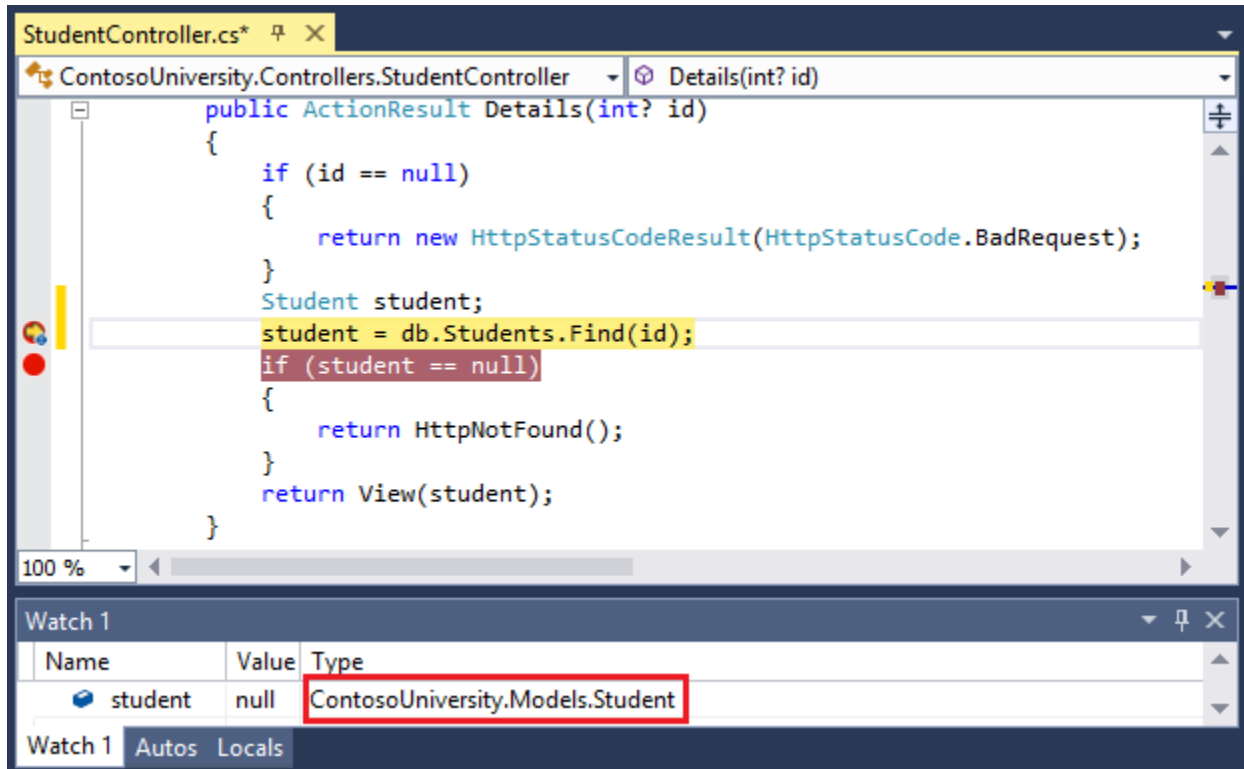 StudentController.cs*
ContosoUniversity.Controllers.StudentController Details(int? id)
public ActionResult Details(int? id)
{
if (id == null)
{
return new HttpStatusCodeResult(HttpStatusCode.BadRequest);
}
Student student;
student = db.Students.Find(id);
if (student == null)
{
return HttpNotFound();
}
return View(student);
}
100 %
Watch 1
Name Value Type
student null ContosoUniversity.Models.Student
Watch 1 Autos Locals